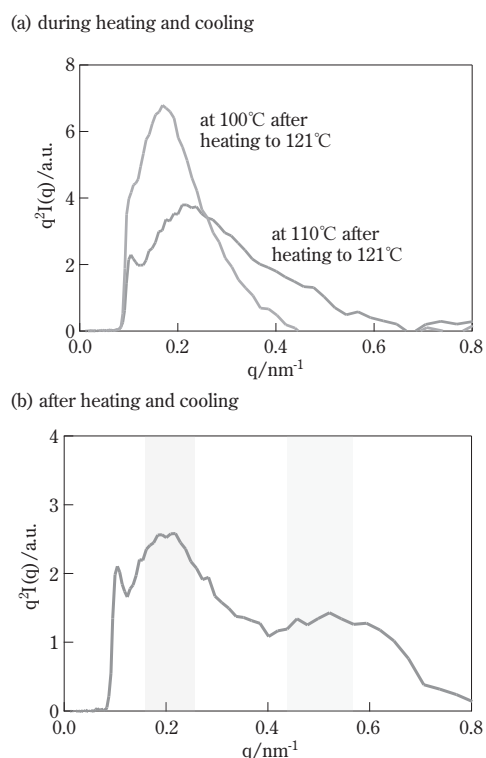 (a) during heating and cooling
8
6
4
2
0
q²I(q)/a.u.
at 100℃ after
heating to 121℃
at 110℃ after
heating to 121℃
0 0.2 0.4 0.6 0.8
q/nm⁻¹
(b) after heating and cooling
4
3
2
1
0
q²I(q)/a.u.
0.0 0.2 0.4 0.6 0.8
q/nm⁻¹